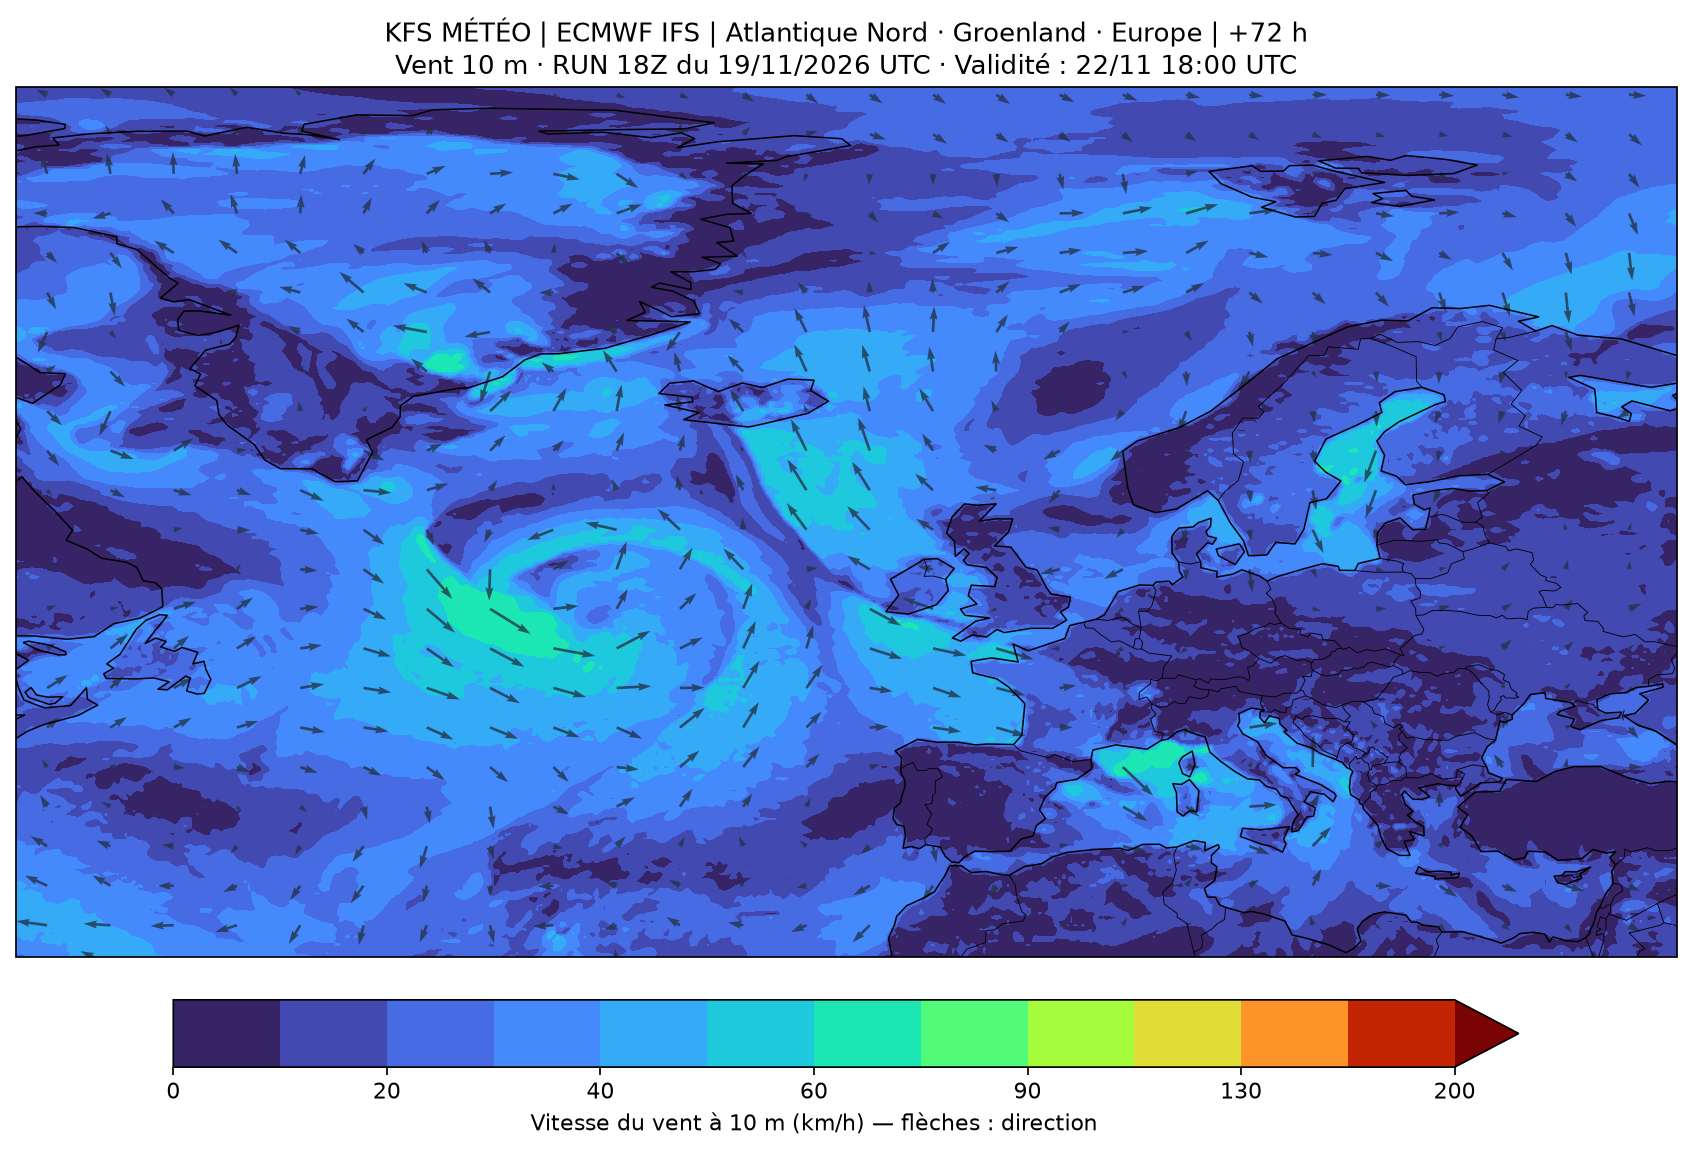 KFS MÉTÉO | ECMWF IFS | Atlantique Nord · Groenland · Europe | +72 h
Vent 10 m · RUN 18Z du 19/11/2026 UTC · Validité : 22/11 18:00 UTC
0 20 40 60 90 130 200
Vitesse du vent à 10 m (km/h) — flèches : direction